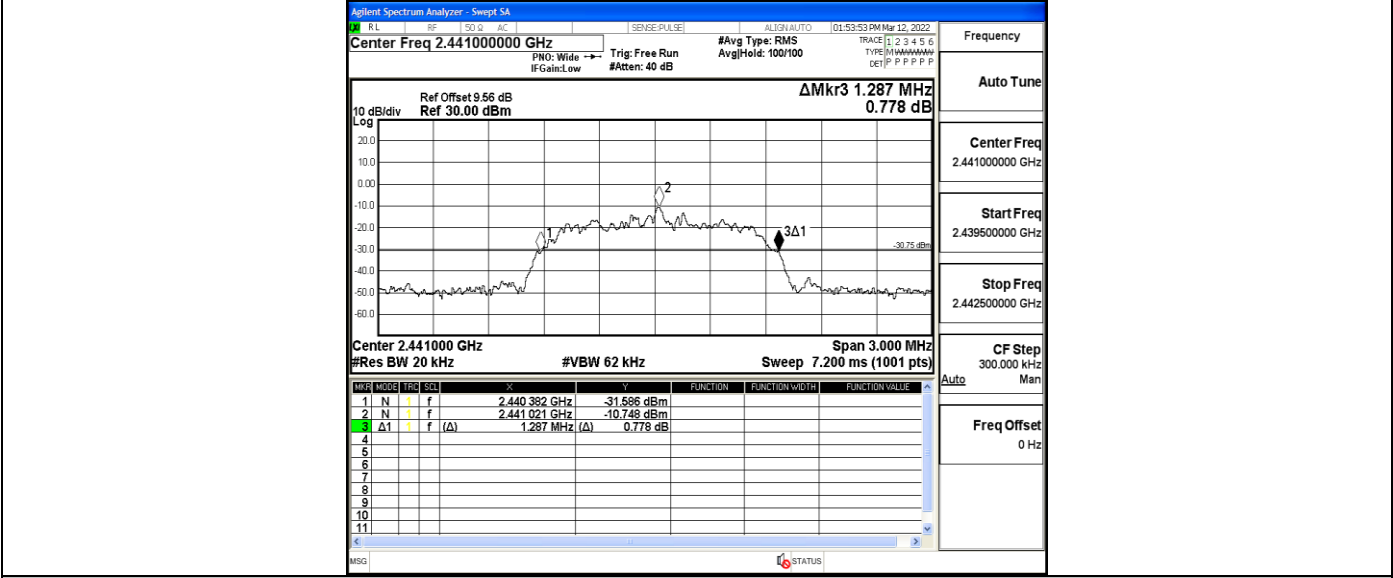 Agilent Spectrum Analyzer - Swept SA
RL RF 50 Ω AC SENSE:PULSE ALIGN AUTO 01:53:53 PM Mar 12, 2022
Center Freq 2.441000000 GHz #Avg Type: RMS TRACE 1 2 3 4 5 6
PNO: Wide Trig: Free Run Avg|Hold: 100/100 TYPE M
IFGain:Low #Atten: 40 dB DET P P P P P P
Ref Offset 9.56 dB ΔMkr3 1.287 MHz
10 dB/div Ref 30.00 dBm 0.778 dB
Log
20.0
10.0
0.00
-10.0
-20.0
-30.0
-40.0
-50.0
-60.0
2
1
3Δ1
-30.75 dBm
Center 2.441000 GHz Span 3.000 MHz
#Res BW 20 kHz #VBW 62 kHz Sweep 7.200 ms (1001 pts)
MKR MODE TRC SCL X Y FUNCTION FUNCTION WIDTH FUNCTION VALUE
1 N 1 f 2.440 382 GHz -31.586 dBm
2 N 1 f 2.441 021 GHz -10.748 dBm
3 Δ1 1 f (Δ) 1.287 MHz (Δ) 0.778 dB
4
5
6
7
8
9
10
11
MSG STATUS
Frequency
Auto Tune
Center Freq
2.441000000 GHz
Start Freq
2.439500000 GHz
Stop Freq
2.442500000 GHz
CF Step
300.000 kHz
Auto Man
Freq Offset
0 Hz